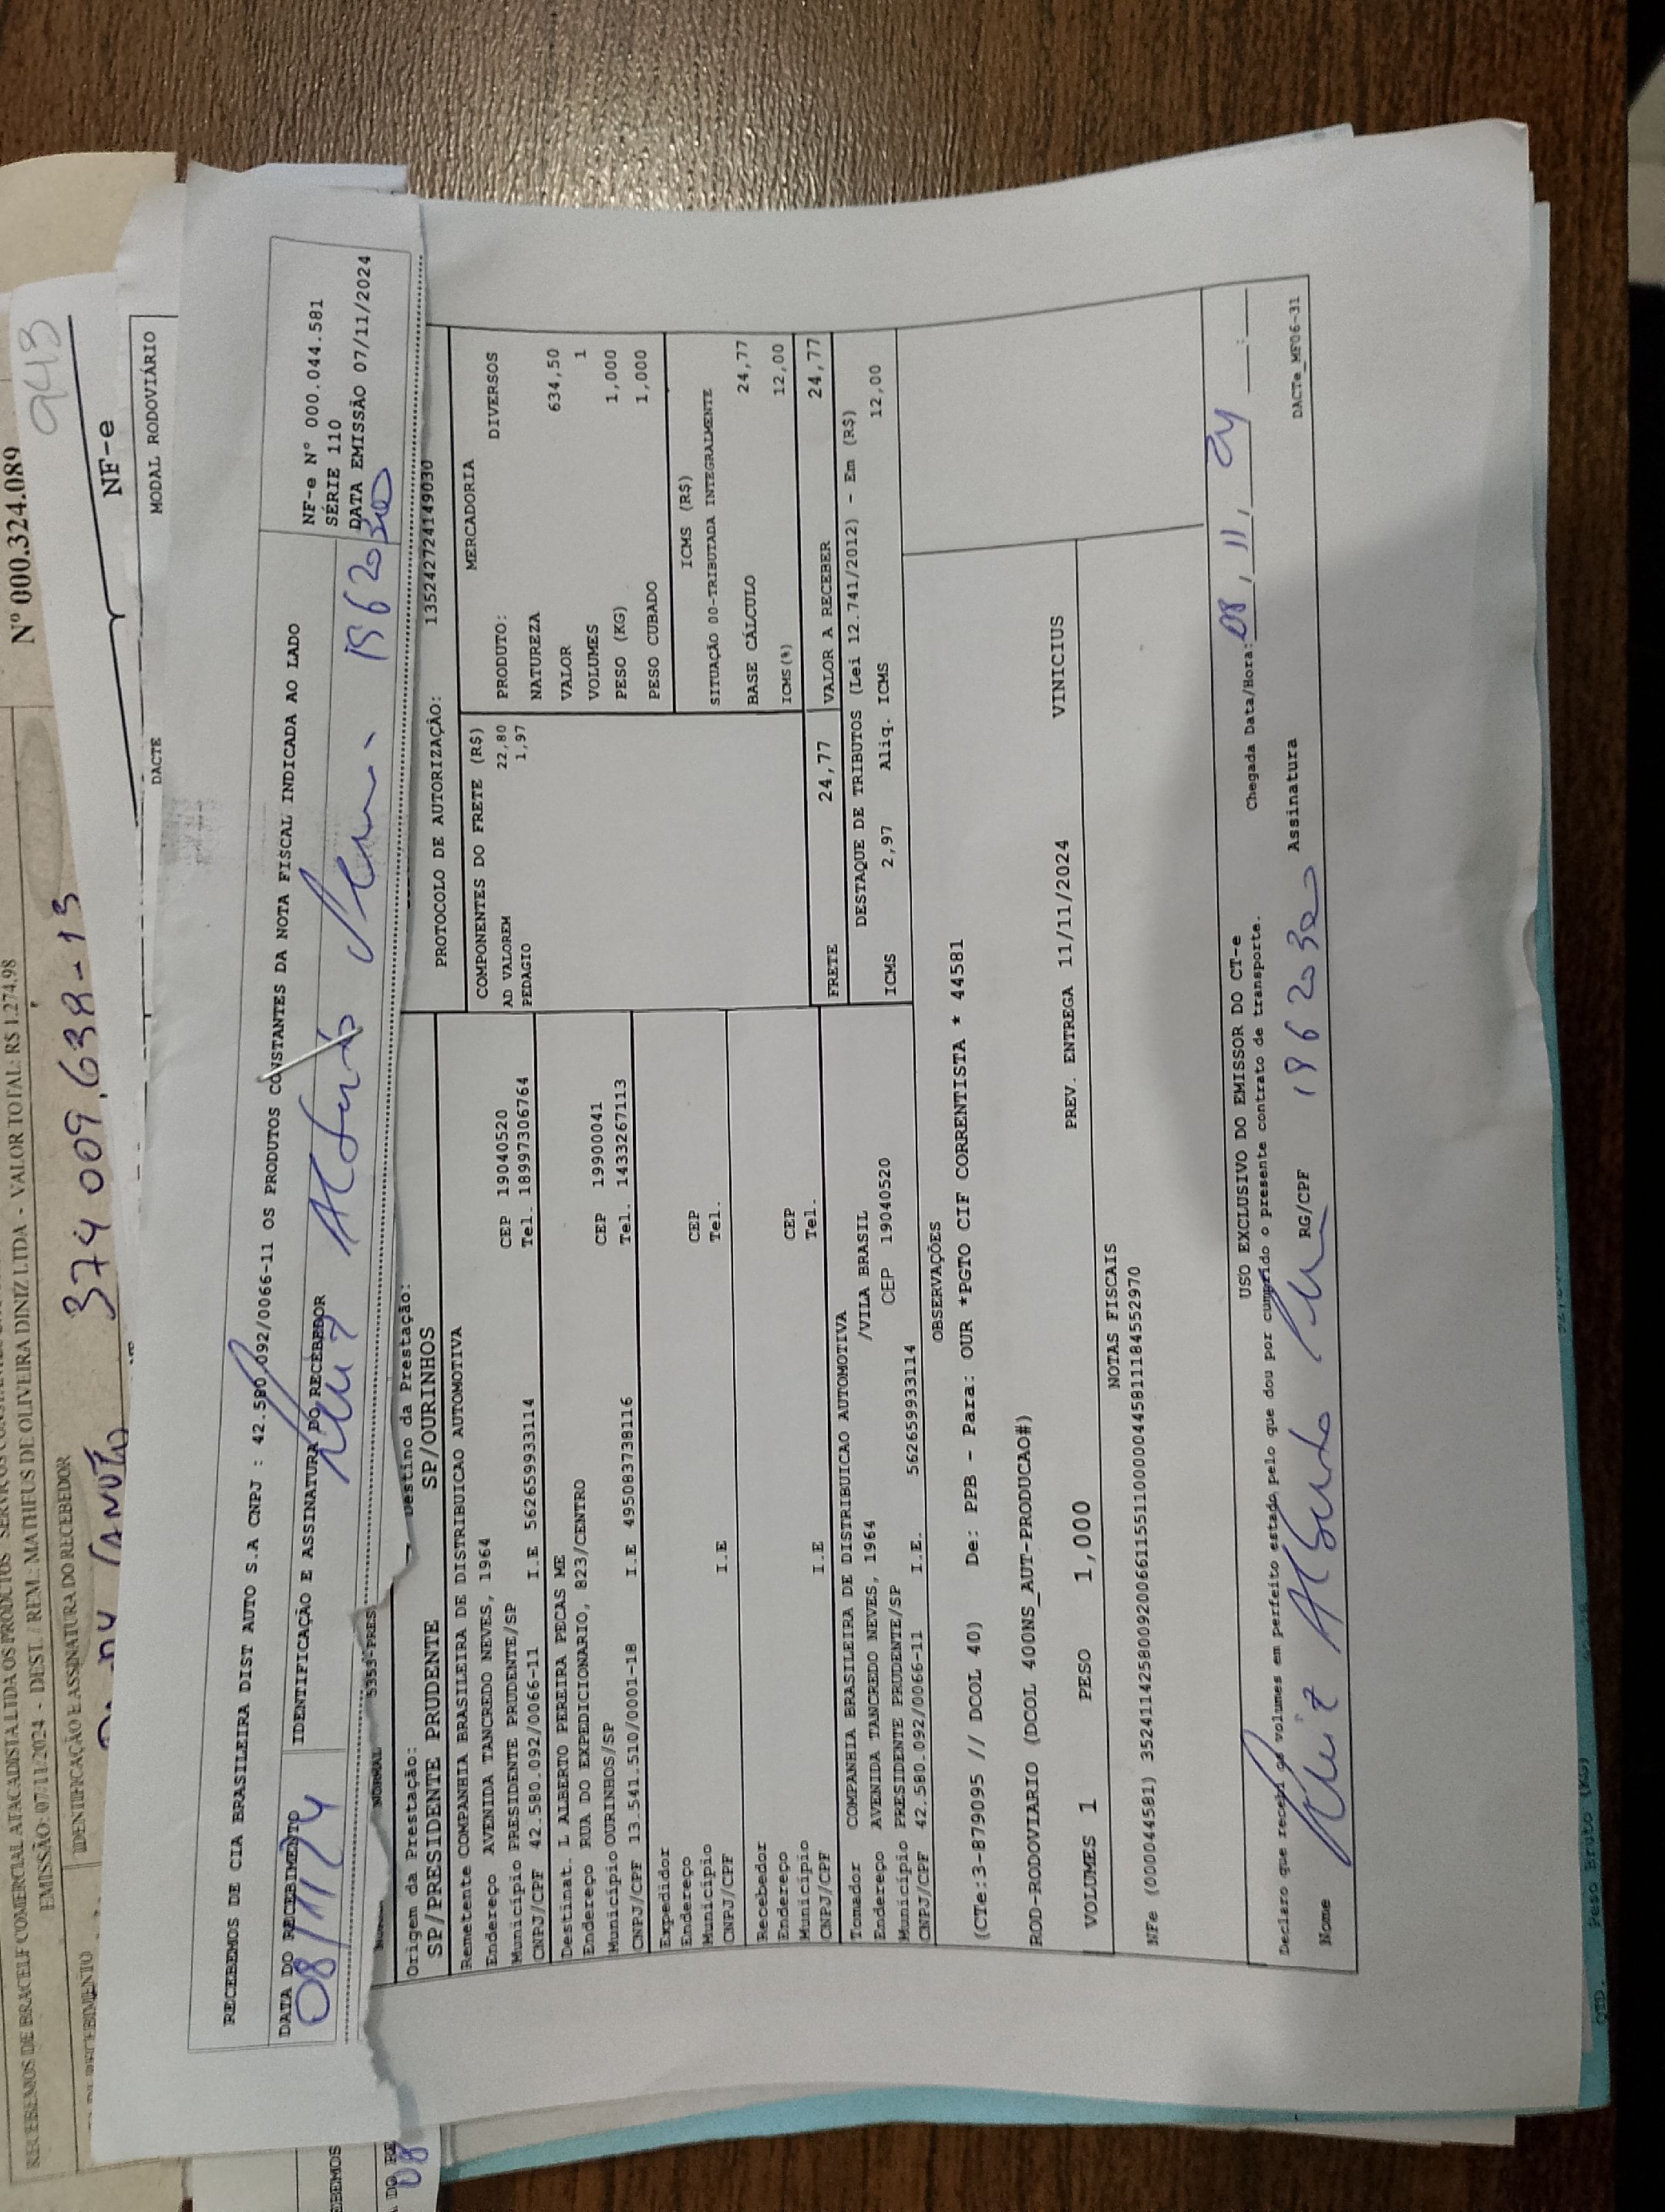 Nº 000.324.089
RECEBEMOS DE BRACELF COMERCIAL ATACADISTA LTDA OS PRODUTOS
EMISSÃO: 07/11/2024 - DEST. / REM.: MATHEUS DE OLIVEIRA DINIZ LTDA - VALOR TOTAL: R$ 1.274,98
IDENTIFICAÇÃO E ASSINATURA DO RECEBEDOR
374 009.638-13
943
NF-e
DACTE
MODAL RODOVIÁRIO
RECEBEMOS DE CIA BRASILEIRA DIST AUTO S.A CNPJ : 42.580.092/0066-11 OS PRODUTOS CONSTANTES DA NOTA FISCAL INDICADA AO LADO
DATA DO RECEBIMENTO
IDENTIFICAÇÃO E ASSINATURA DO RECEBEDOR
NF-e Nº 000.044.581
SÉRIE 110
DATA EMISSÃO 07/11/2024
08/11/24
Luiz Alberto
NORMAL 5353-PRES
Origem da Prestação: Destino da Prestação: PROTOCOLO DE AUTORIZAÇÃO: 135242724149030
SP/PRESIDENTE PRUDENTE SP/OURINHOS
Remetente COMPANHIA BRASILEIRA DE DISTRIBUICAO AUTOMOTIVA
Endereço AVENIDA TANCREDO NEVES, 1964 CEP 19040520
Município PRESIDENTE PRUDENTE/SP Tel. 18997306764
CNPJ/CPF 42.580.092/0066-11 I.E 562659933114
Destinat. L ALBERTO PEREIRA PECAS ME
Endereço RUA DO EXPEDICIONARIO, 823/CENTRO CEP 19900041
Município OURINHOS/SP Tel. 1433267113
CNPJ/CPF 13.541.510/0001-18 I.E 495083738116
Expedidor
Endereço CEP
Município Tel.
CNPJ/CPF I.E
Recebedor
Endereço CEP
Município Tel.
CNPJ/CPF I.E
Tomador COMPANHIA BRASILEIRA DE DISTRIBUICAO AUTOMOTIVA
Endereço AVENIDA TANCREDO NEVES, 1964 /VILA BRASIL
Município PRESIDENTE PRUDENTE/SP CEP 19040520
CNPJ/CPF 42.580.092/0066-11 I.E. 562659933114
COMPONENTES DO FRETE (R$)
AD VALOREM 22,80
PEDAGIO 1,97
MERCADORIA
PRODUTO: DIVERSOS
NATUREZA
VALOR 634,50
VOLUMES 1
PESO (KG) 1,000
PESO CUBADO 1,000
ICMS (R$)
SITUAÇÃO 00-TRIBUTADA INTEGRALMENTE
BASE CÁLCULO 24,77
ICMS(%) 12,00
FRETE 24,77 VALOR A RECEBER 24,77
DESTAQUE DE TRIBUTOS (Lei 12.741/2012) - Em (R$)
ICMS 2,97 Aliq. ICMS 12,00
OBSERVAÇÕES
(CTe:3-879095 // DCOL 40) De: PPB - Para: OUR *PGTO CIF CORRENTISTA * 44581
ROD-RODOVIARIO (DCOL 400NS_AUT-PRODUCAO#)
PREV. ENTREGA 11/11/2024 VINICIUS
VOLUMES 1 PESO 1,000
NOTAS FISCAIS
NFe (000044581) 35241142580092006611551100000445811184552970
USO EXCLUSIVO DO EMISSOR DO CT-e
Declaro que recebi os volumes em perfeito estado, pelo que dou por cumprido o presente contrato de transporte.
Chegada Data/Hora: 08, 11, 24
Nome Luiz Alberto RG/CPF 1962030 Assinatura
DACTe_MF06-31
QTD. Peso Bruto (KG)